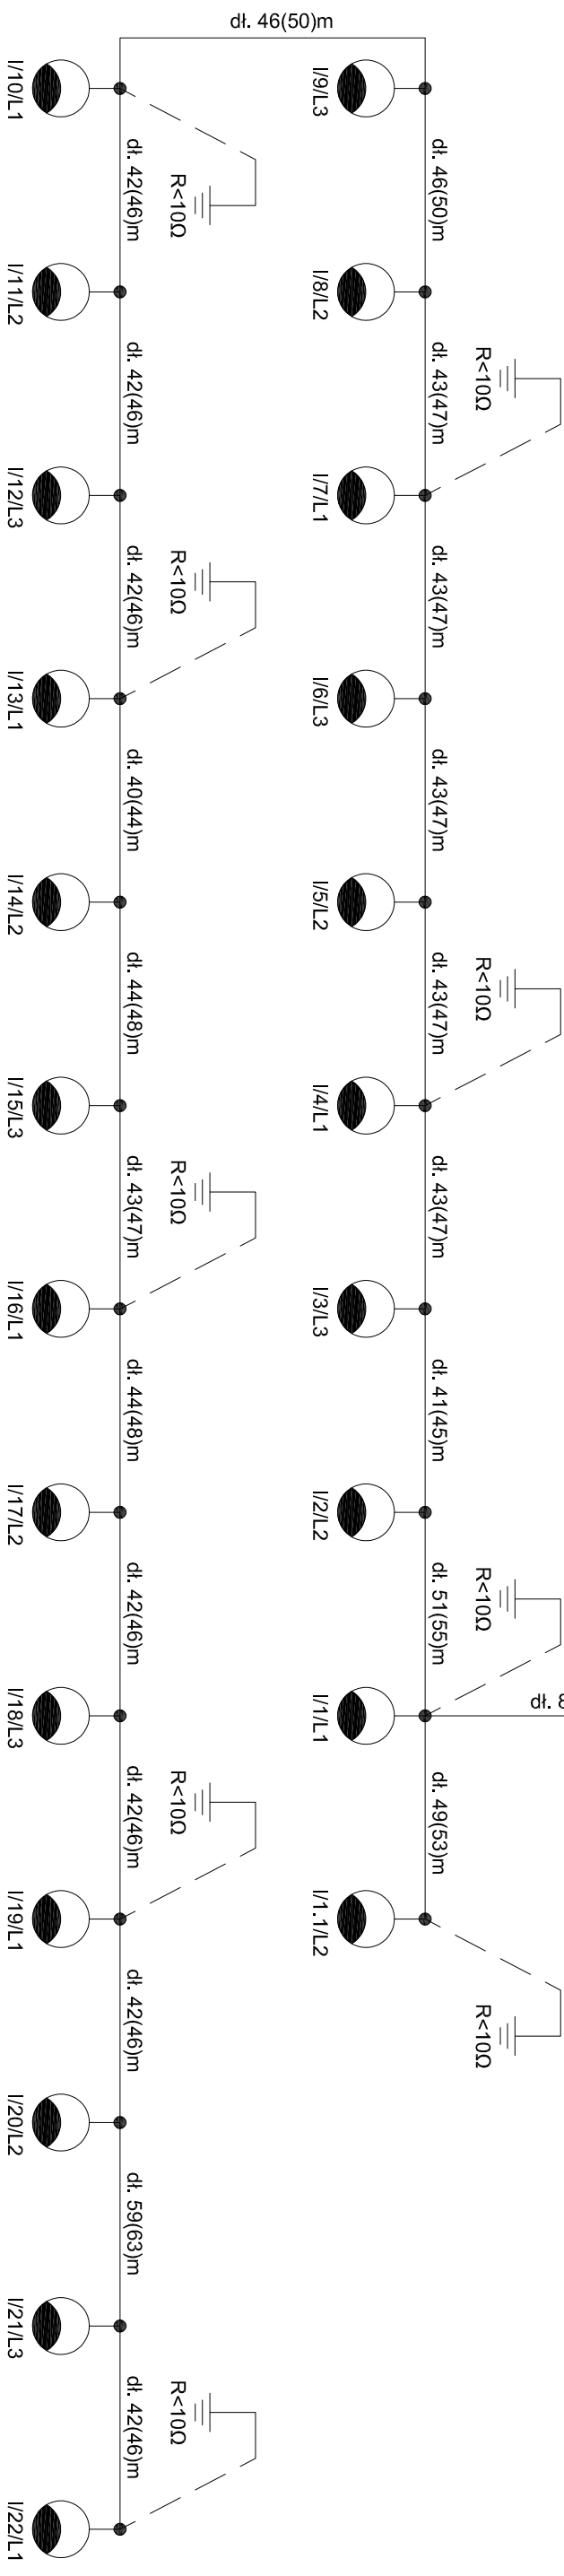 dł. 46(50)m
I/9/L3
dł. 46(50)m
I/8/L2
dł. 43(47)m
R<10Ω
I/7/L1
dł. 43(47)m
I/6/L3
dł. 43(47)m
I/5/L2
dł. 43(47)m
R<10Ω
I/4/L1
dł. 43(47)m
I/3/L3
dł. 41(45)m
I/2/L2
dł. 51(55)m
R<10Ω
I/1/L1
dł. 8
dł. 49(53)m
I/1.1/L2
R<10Ω
I/10/L1
dł. 42(46)m
R<10Ω
I/11/L2
dł. 42(46)m
I/12/L3
dł. 42(46)m
R<10Ω
I/13/L1
dł. 40(44)m
I/14/L2
dł. 44(48)m
I/15/L3
dł. 43(47)m
R<10Ω
I/16/L1
dł. 44(48)m
I/17/L2
dł. 42(46)m
I/18/L3
dł. 42(46)m
R<10Ω
I/19/L1
dł. 42(46)m
I/20/L2
dł. 59(63)m
I/21/L3
dł. 42(46)m
R<10Ω
I/22/L1